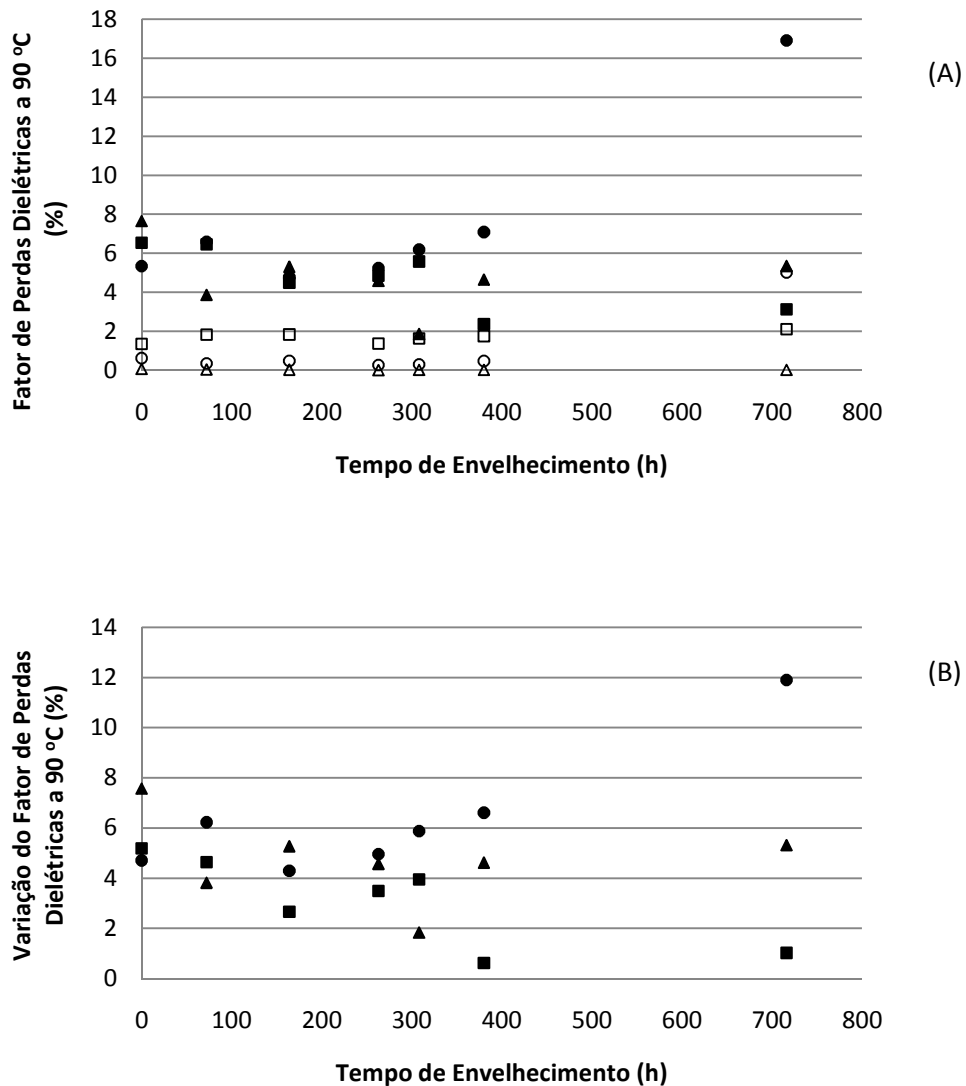 18
16
14
12
10
8
6
4
2
0
Fator de Perdas Dielétricas a 90 ºC
(%)
0 100 200 300 400 500 600 700 800
Tempo de Envelhecimento (h)
(A)
14
12
10
8
6
4
2
0
Variação do Fator de Perdas
Dielétricas a 90 ºC (%)
0 100 200 300 400 500 600 700 800
Tempo de Envelhecimento (h)
(B)